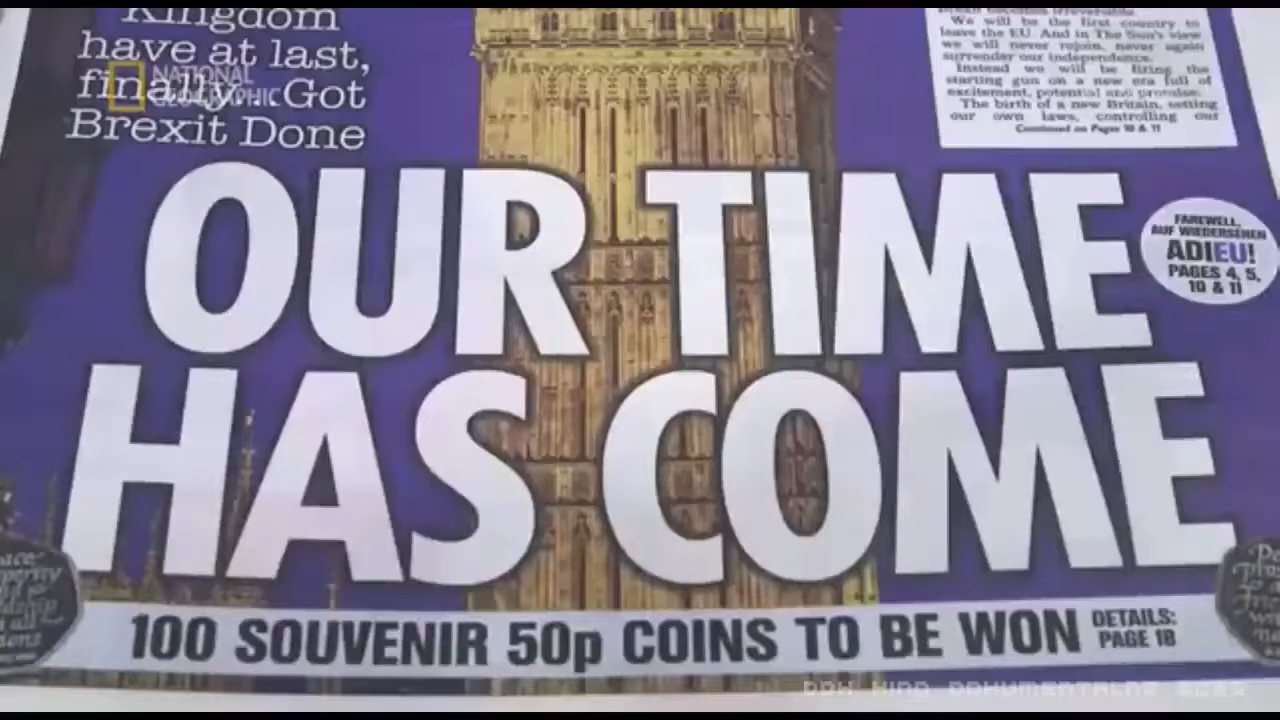 Kingdom
have at last,
finally... Got
Brexit Done
NATIONAL
GEOGRAPHIC
We will be the first country to
leave the EU. And in The Sun's view
we will never rejoin, never again
surrender our independence.
Instead we will be firing the
starting gun on a new era full of
excitement, potential and promise.
The birth of a new Britain, setting
our own laws, controlling our
Continued on Pages 10 & 11
OUR TIME
HAS COME
FAREWELL,
AUF WIEDERSEHEN
ADIEU!
PAGES 4, 5,
10 & 11
100 SOUVENIR 50p COINS TO BE WON
DETAILS:
PAGE 18